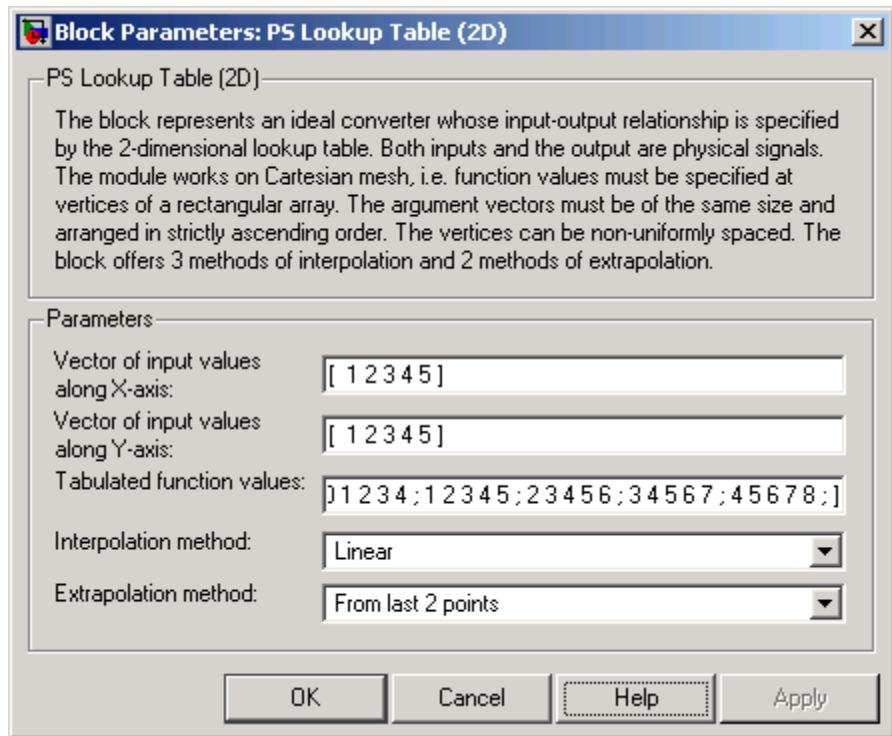 Block Parameters: PS Lookup Table (2D)
PS Lookup Table (2D)
The block represents an ideal converter whose input-output relationship is specified
by the 2-dimensional lookup table. Both inputs and the output are physical signals.
The module works on Cartesian mesh, i.e. function values must be specified at
vertices of a rectangular array. The argument vectors must be of the same size and
arranged in strictly ascending order. The vertices can be non-uniformly spaced. The
block offers 3 methods of interpolation and 2 methods of extrapolation.
Parameters
Vector of input values
along X-axis:
[ 1 2 3 4 5 ]
Vector of input values
along Y-axis:
[ 1 2 3 4 5 ]
Tabulated function values:
0 1 2 3 4 ; 1 2 3 4 5 ; 2 3 4 5 6 ; 3 4 5 6 7 ; 4 5 6 7 8 ; ]
Interpolation method:
Linear
Extrapolation method:
From last 2 points
OK
Cancel
Help
Apply